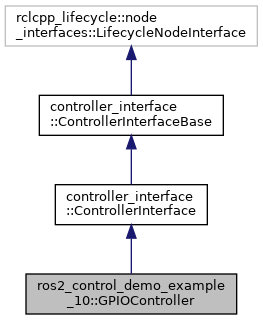 rclcpp_lifecycle::node
_interfaces::LifecycleNodeInterface
controller_interface
::ControllerInterfaceBase
controller_interface
::ControllerInterface
ros2_control_demo_example
_10::GPIOController